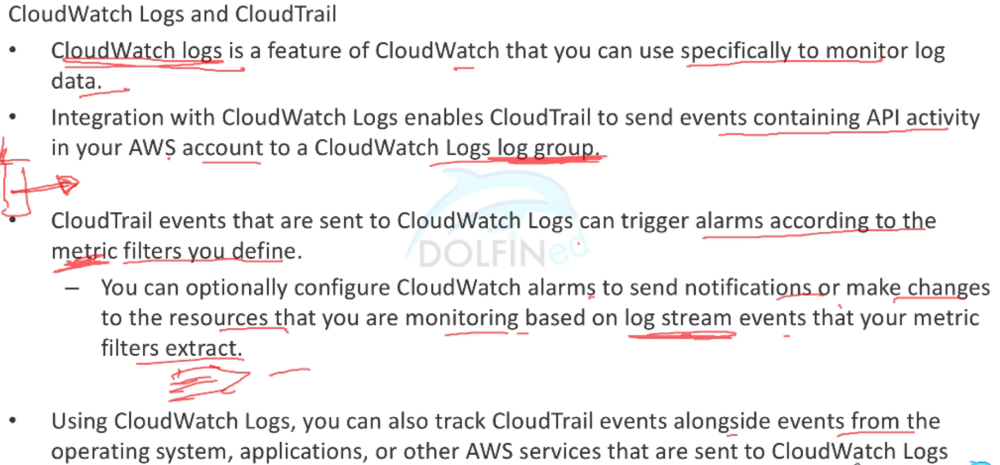 CloudWatch Logs and CloudTrail
• CloudWatch logs is a feature of CloudWatch that you can use specifically to monitor log
data.
• Integration with CloudWatch Logs enables CloudTrail to send events containing API activity
in your AWS account to a CloudWatch Logs log group.
• CloudTrail events that are sent to CloudWatch Logs can trigger alarms according to the
metric filters you define.
DOLFINed
– You can optionally configure CloudWatch alarms to send notifications or make changes
to the resources that you are monitoring based on log stream events that your metric
filters extract.
• Using CloudWatch Logs, you can also track CloudTrail events alongside events from the
operating system, applications, or other AWS services that are sent to CloudWatch Logs